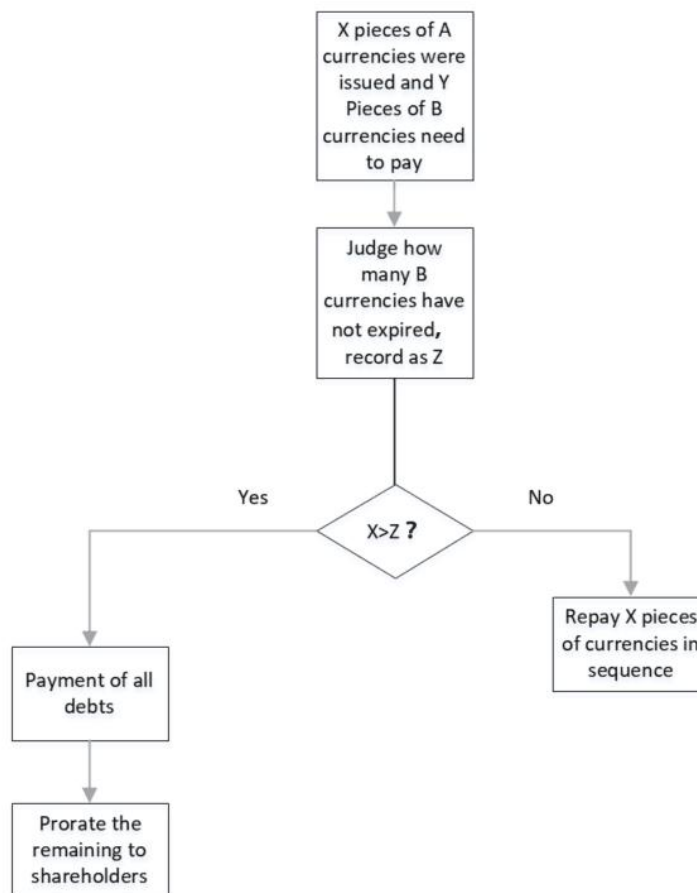 X pieces of A
currencies were
issued and Y
Pieces of B
currencies need
to pay
Judge how
many B
currencies have
not expired,
record as Z
Yes
No
X>Z ?
Repay X pieces
of currencies in
sequence
Payment of all
debts
Prorate the
remaining to
shareholders